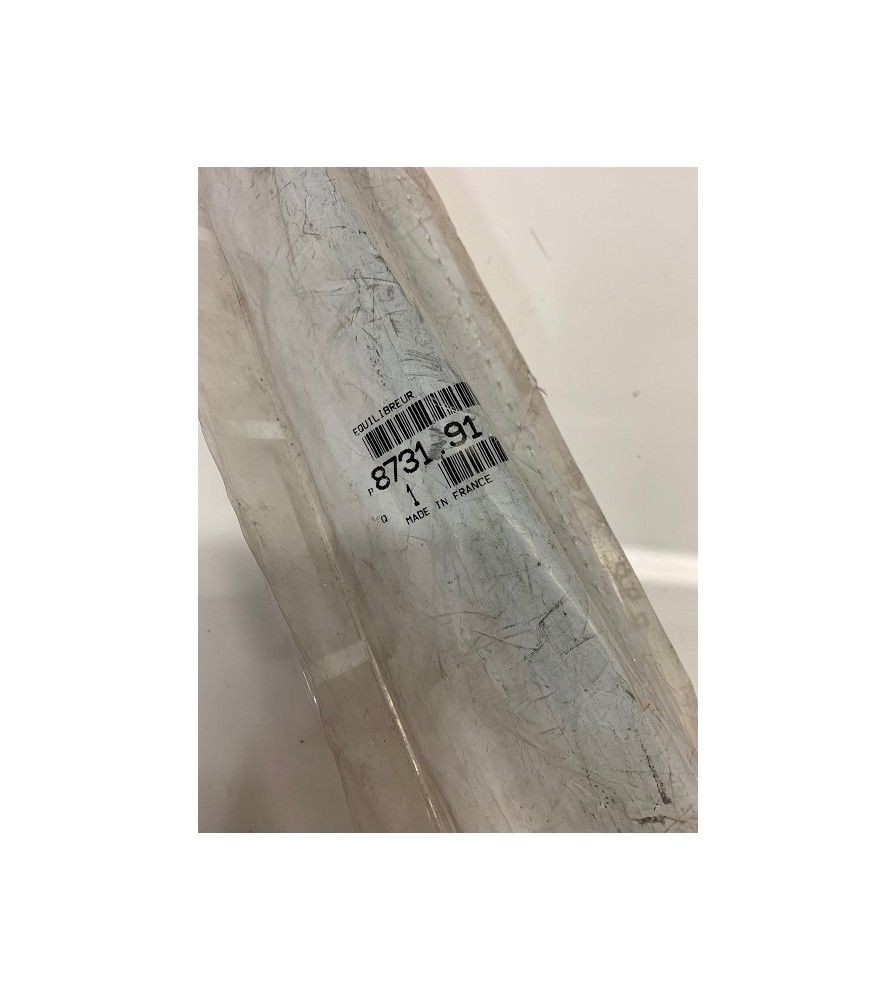 EQUILIBREUR
P 8731.91
Q 1
MADE IN FRANCE